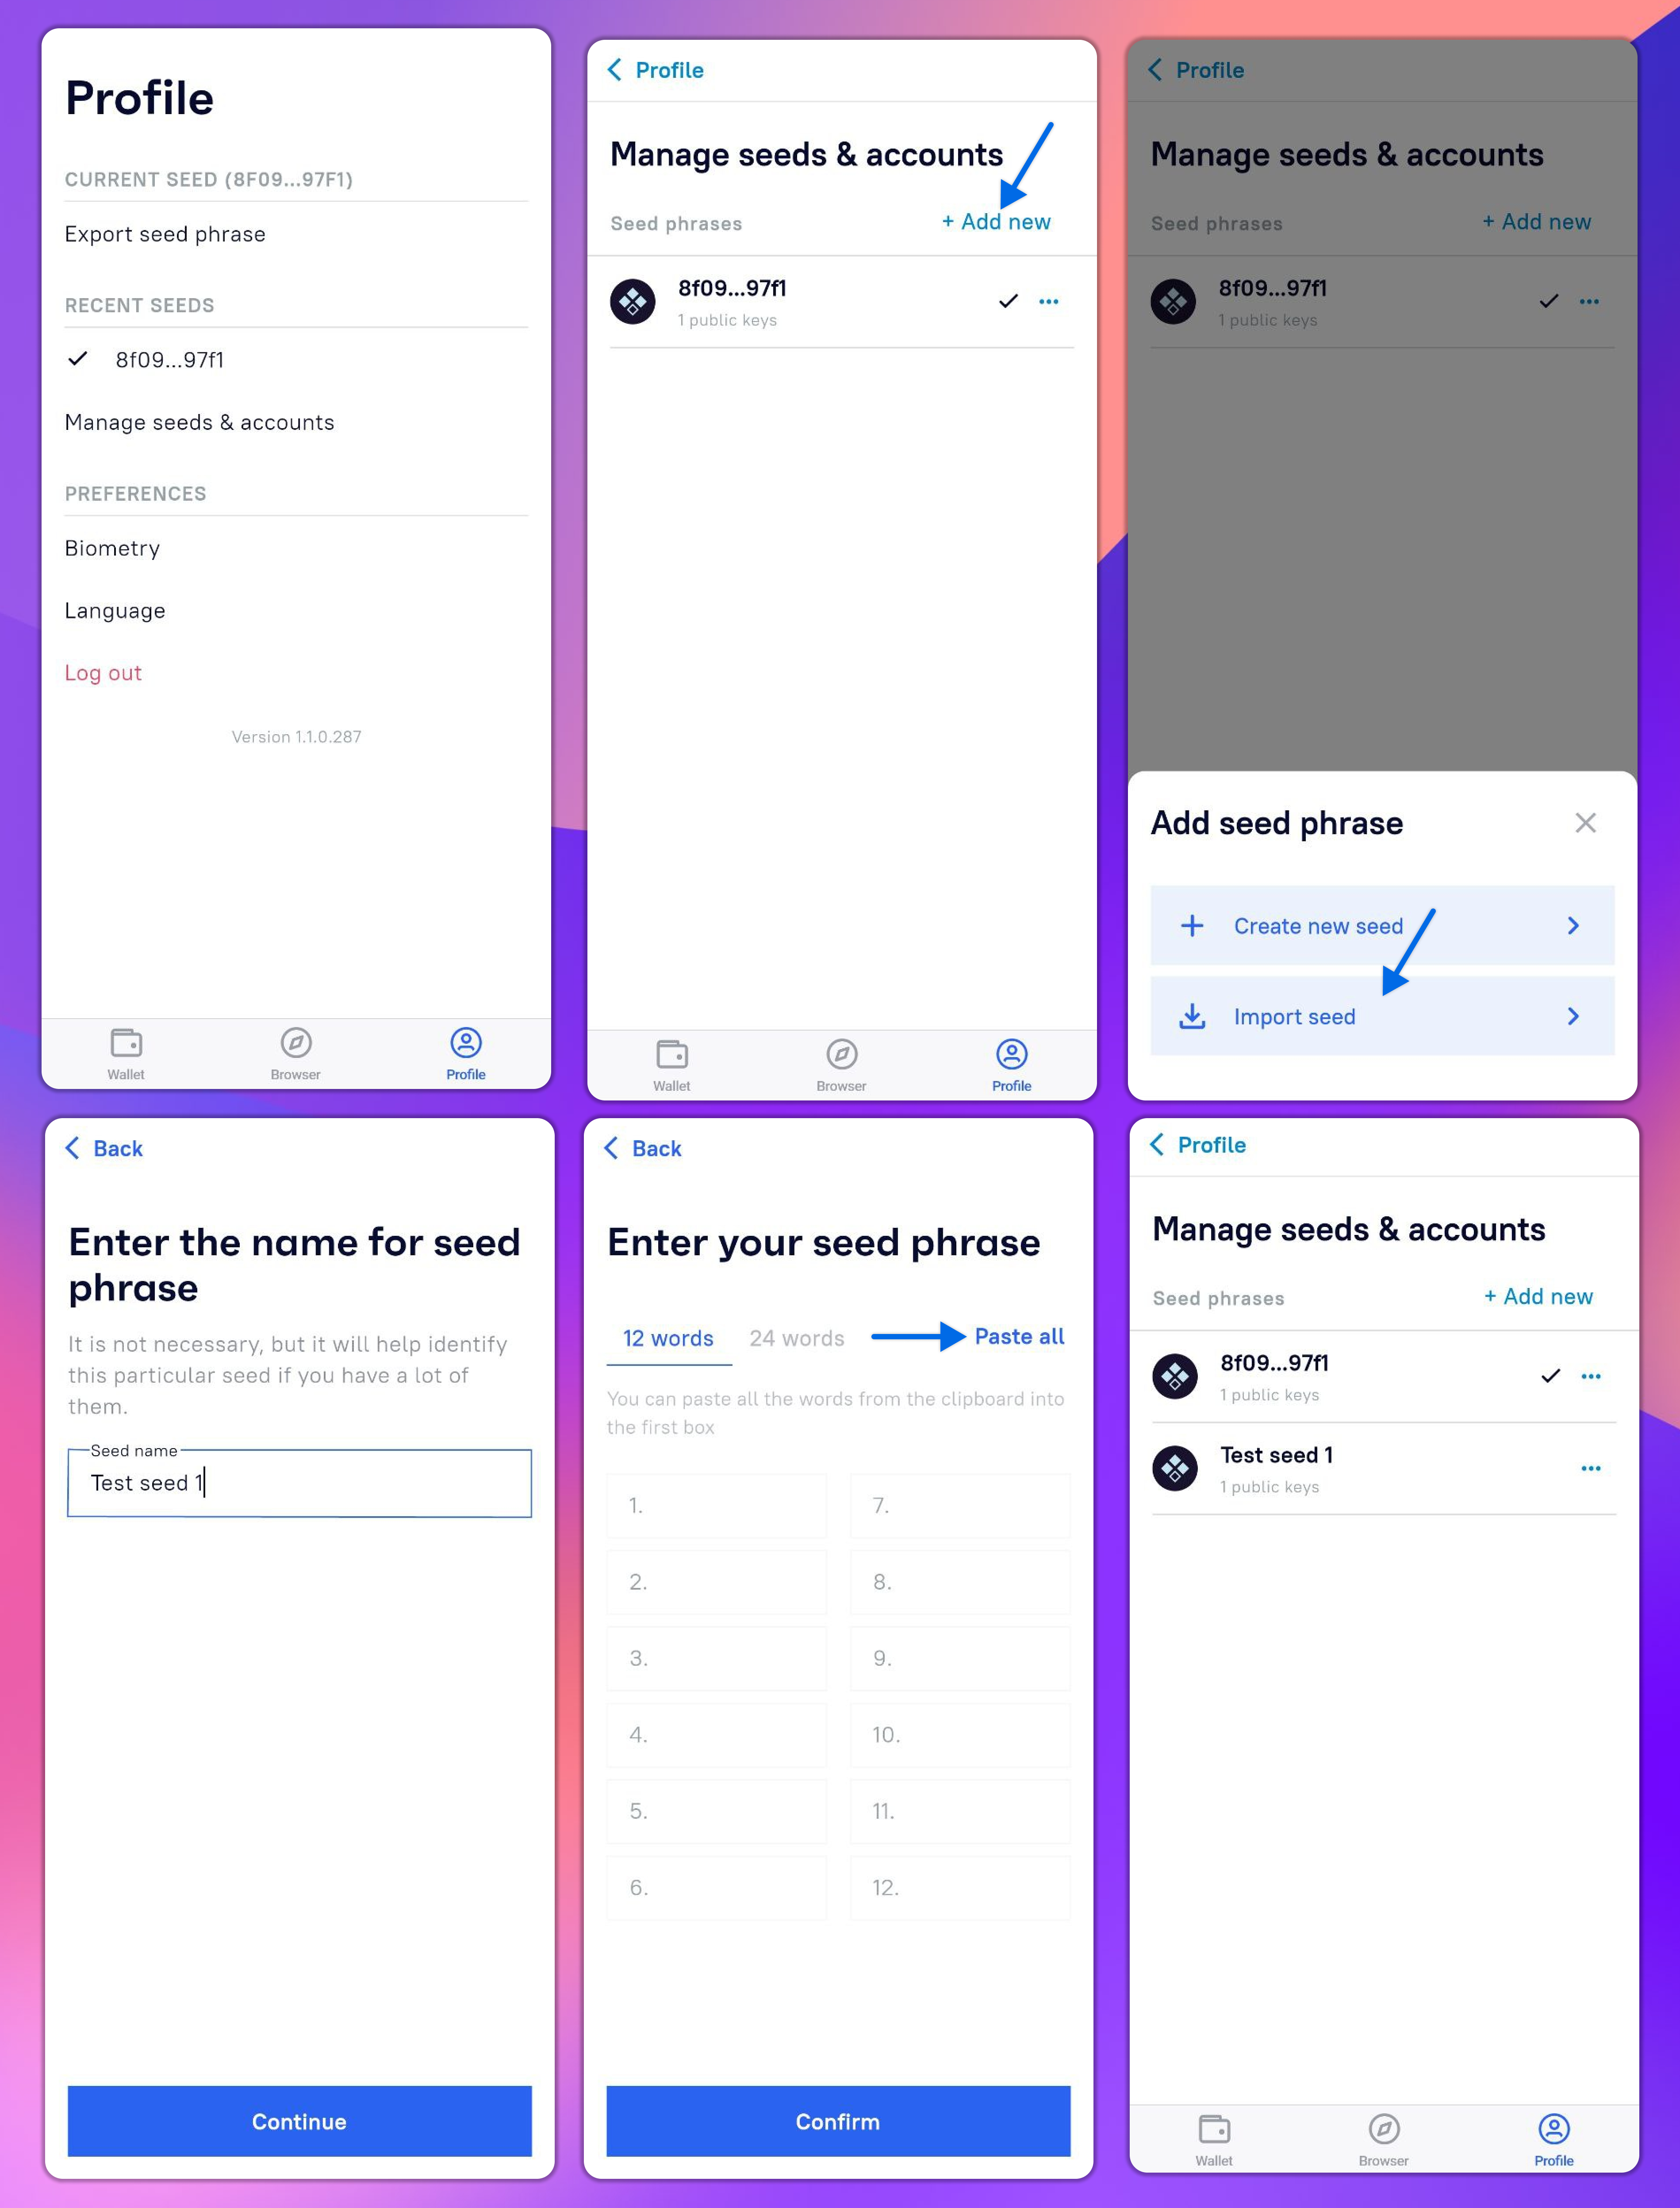 Profile
CURRENT SEED (8F09...97F1)
Export seed phrase
RECENT SEEDS
8f09...97f1
Manage seeds & accounts
PREFERENCES
Biometry
Language
Log out
Version 1.1.0.287
Wallet
Browser
Profile
Profile
Manage seeds & accounts
Seed phrases
+ Add new
8f09...97f1
1 public keys
Wallet
Browser
Profile
Profile
Manage seeds & accounts
Seed phrases
+ Add new
8f09...97f1
1 public keys
Add seed phrase
Create new seed
Import seed
Back
Enter the name for seed
phrase
It is not necessary, but it will help identify
this particular seed if you have a lot of
them.
Seed name
Test seed 1
Continue
Back
Enter your seed phrase
12 words
24 words
Paste all
You can paste all the words from the clipboard into
the first box
1.
2.
3.
4.
5.
6.
7.
8.
9.
10.
11.
12.
Confirm
Profile
Manage seeds & accounts
Seed phrases
+ Add new
8f09...97f1
1 public keys
Test seed 1
1 public keys
Wallet
Browser
Profile